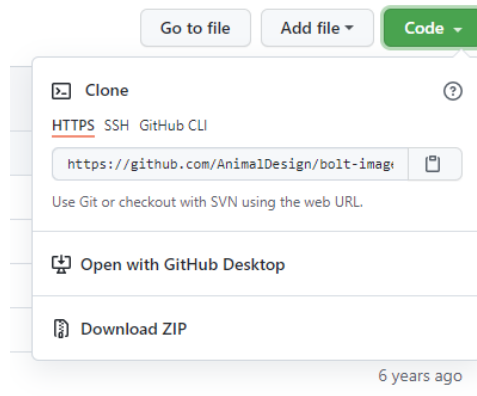 Go to file Add file Code
Clone
HTTPS SSH GitHub CLI
https://github.com/AnimalDesign/bolt-image
Use Git or checkout with SVN using the web URL.
Open with GitHub Desktop
Download ZIP
6 years ago